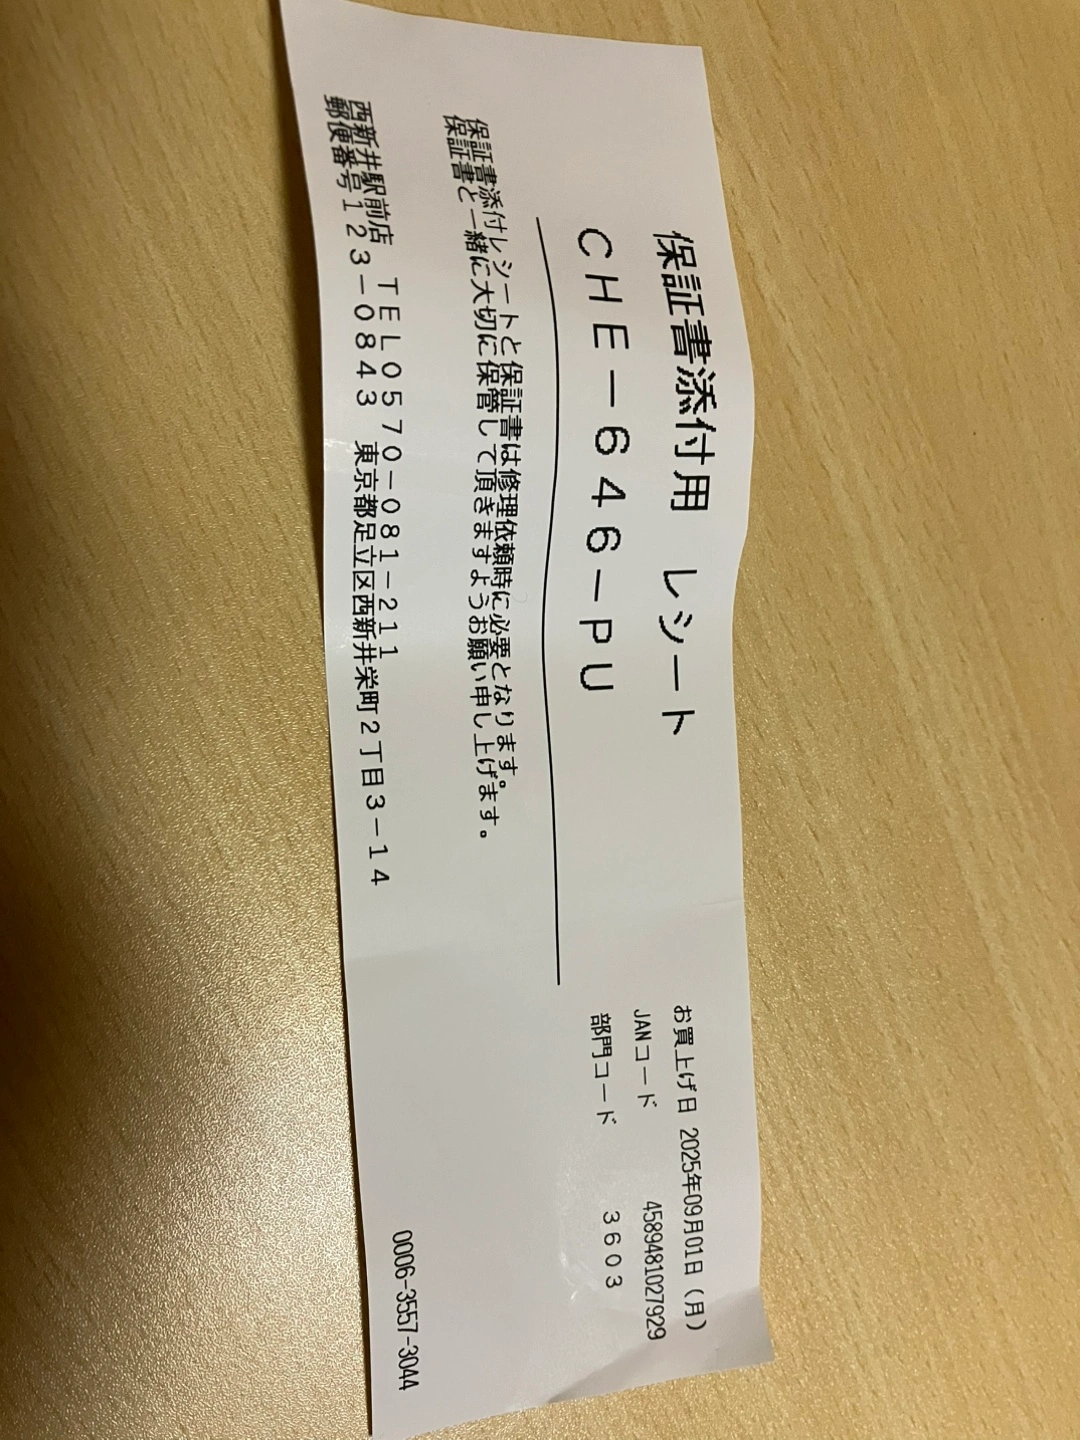 保証書添付用　レシート
お買上げ日 2025年09月01日（月）
CHE－646－PU
JANコード 4589481027929
部門コード 3603
保証書添付レシートと保証書は修理依頼時に必要となります。
保証書と一緒に大切に保管して頂きますようお願い申し上げます。
西新井駅前店　TEL0570－081－211
郵便番号123－0843　東京都足立区西新井栄町2丁目3－14
0006-3557-3044